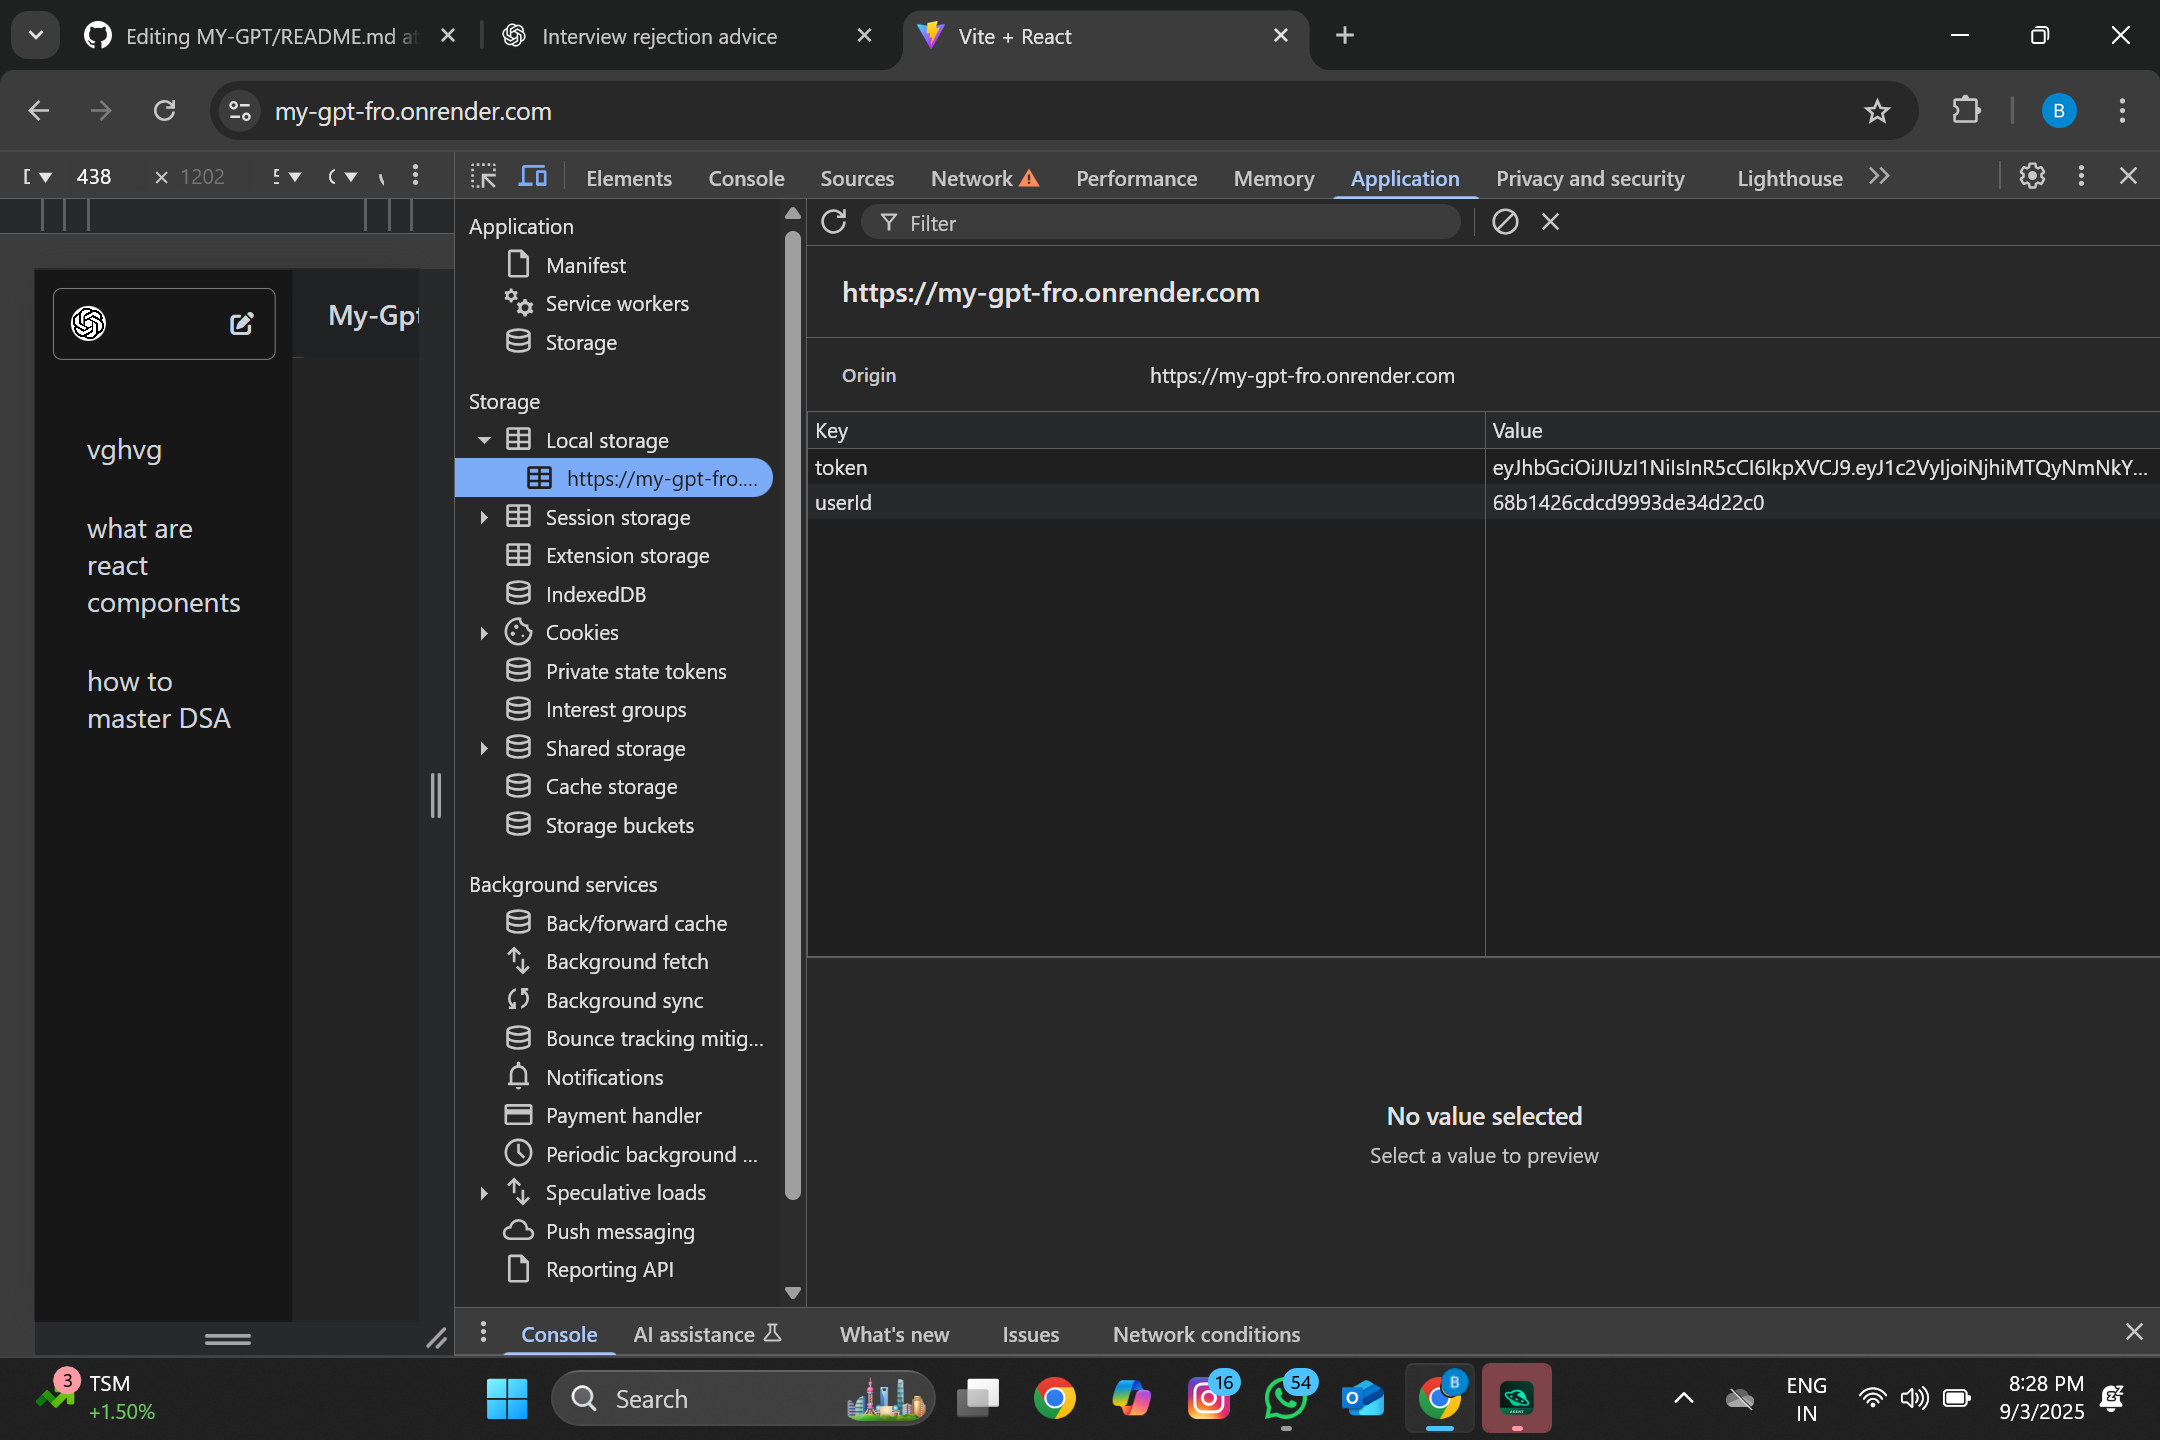 Editing MY-GPT/README.md at
Interview rejection advice
Vite + React
my-gpt-fro.onrender.com
B
438
× 1202
Elements
Console
Sources
Network
Performance
Memory
Application
Privacy and security
Lighthouse
My-Gpt
vghvg
what are
react
components
how to
master DSA
Application
Manifest
Service workers
Storage
Storage
Local storage
https://my-gpt-fro....
Session storage
Extension storage
IndexedDB
Cookies
Private state tokens
Interest groups
Shared storage
Cache storage
Storage buckets
Background services
Back/forward cache
Background fetch
Background sync
Bounce tracking mitig...
Notifications
Payment handler
Periodic background ...
Speculative loads
Push messaging
Reporting API
Filter
https://my-gpt-fro.onrender.com
Origin
https://my-gpt-fro.onrender.com
Key
Value
token
eyJhbGciOiJIUzI1NiIsInR5cCI6IkpXVCJ9.eyJ1c2VyIjoiNjhiMTQyNmNkY...
userId
68b1426cdcd9993de34d22c0
No value selected
Select a value to preview
Console
AI assistance
What's new
Issues
Network conditions
3
TSM
+1.50%
Search
16
54
B
ENG
IN
8:28 PM
9/3/2025